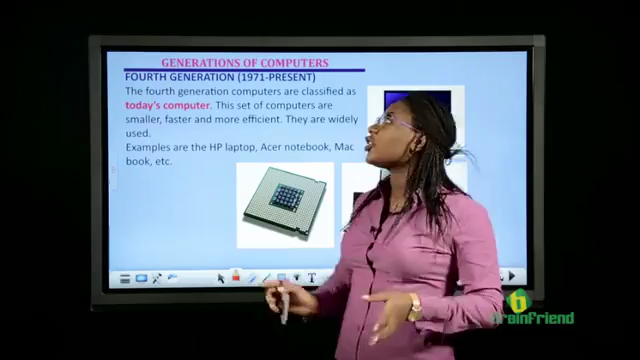 GENERATIONS OF COMPUTERS
FOURTH GENERATION (1971-PRESENT)
The fourth generation computers are classified as
today's computer. This set of computers are
smaller, faster and more efficient. They are widely
used.
Examples are the HP laptop, Acer notebook, Mac
book, etc.
T
brainfriend